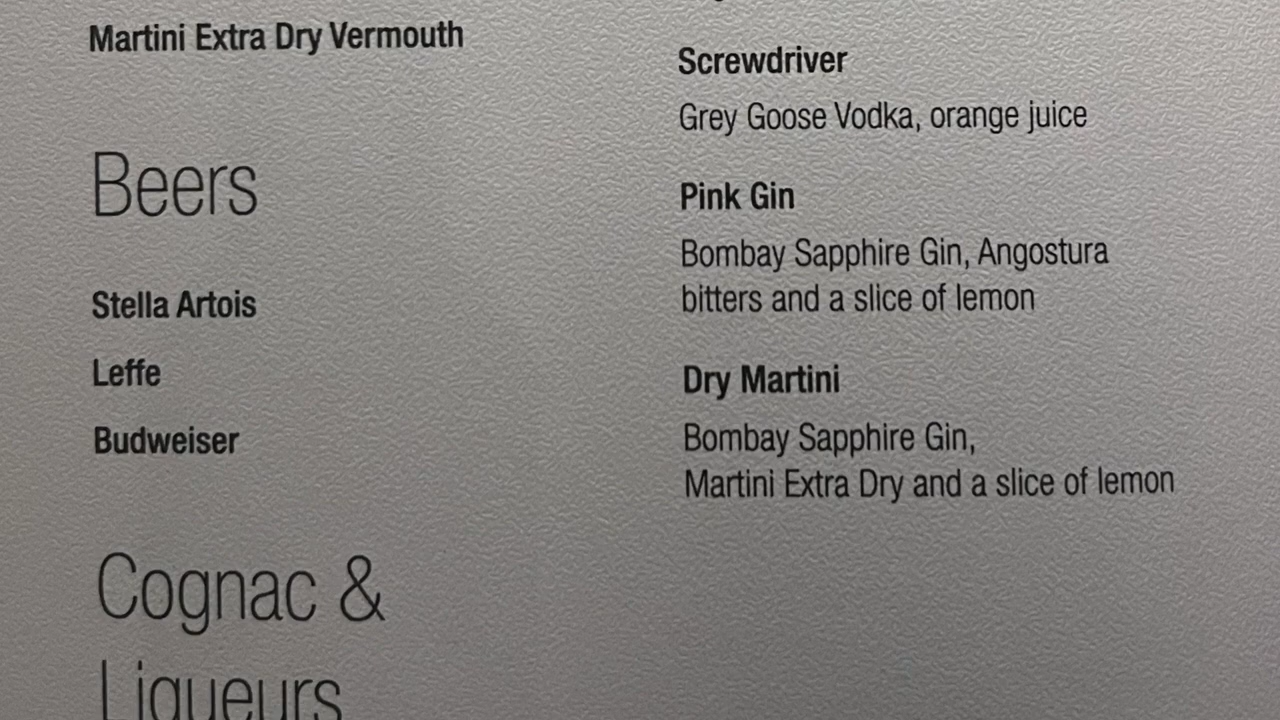 Martini Extra Dry Vermouth
Beers
Stella Artois
Leffe
Budweiser
Cognac &
Liqueurs
Screwdriver
Grey Goose Vodka, orange juice
Pink Gin
Bombay Sapphire Gin, Angostura
bitters and a slice of lemon
Dry Martini
Bombay Sapphire Gin,
Martini Extra Dry and a slice of lemon